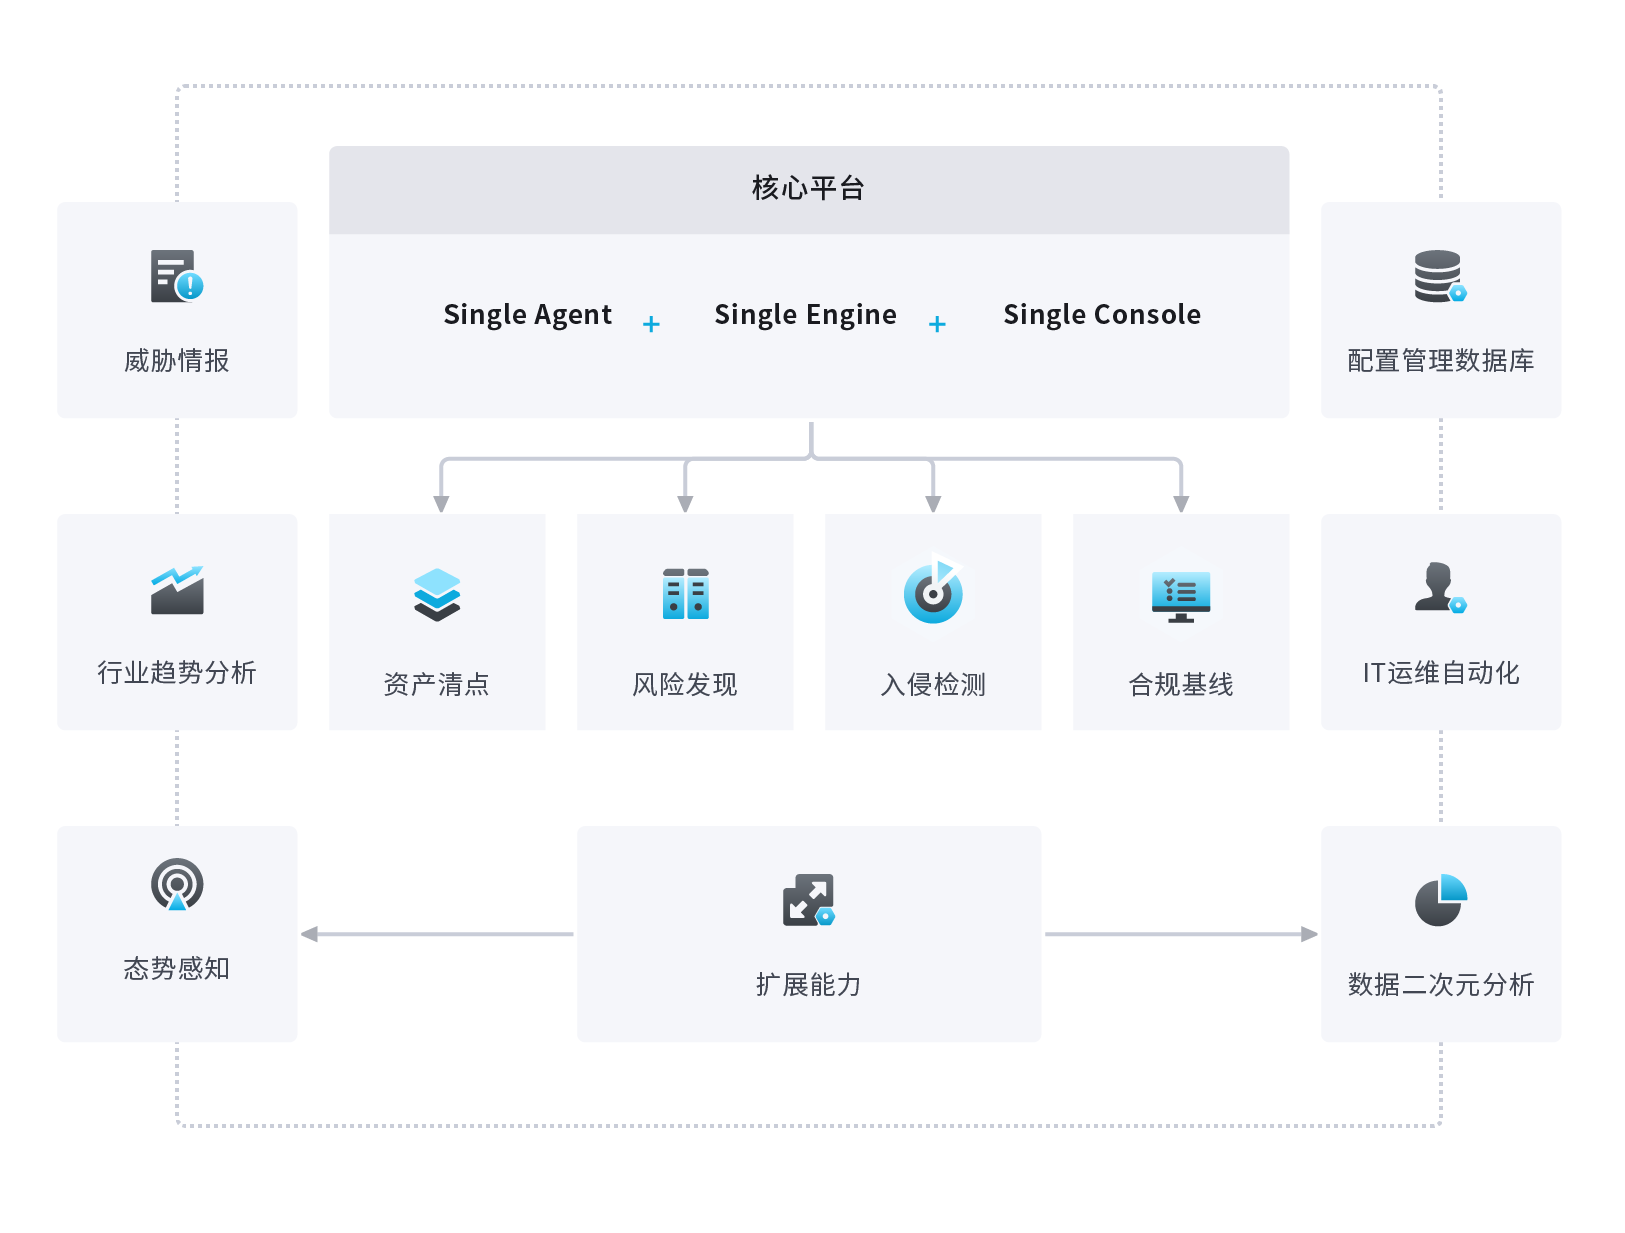 核心平台
Single Agent + Single Engine + Single Console
威胁情报
配置管理数据库
行业趋势分析
资产清点
风险发现
入侵检测
合规基线
IT运维自动化
态势感知
扩展能力
数据二次元分析